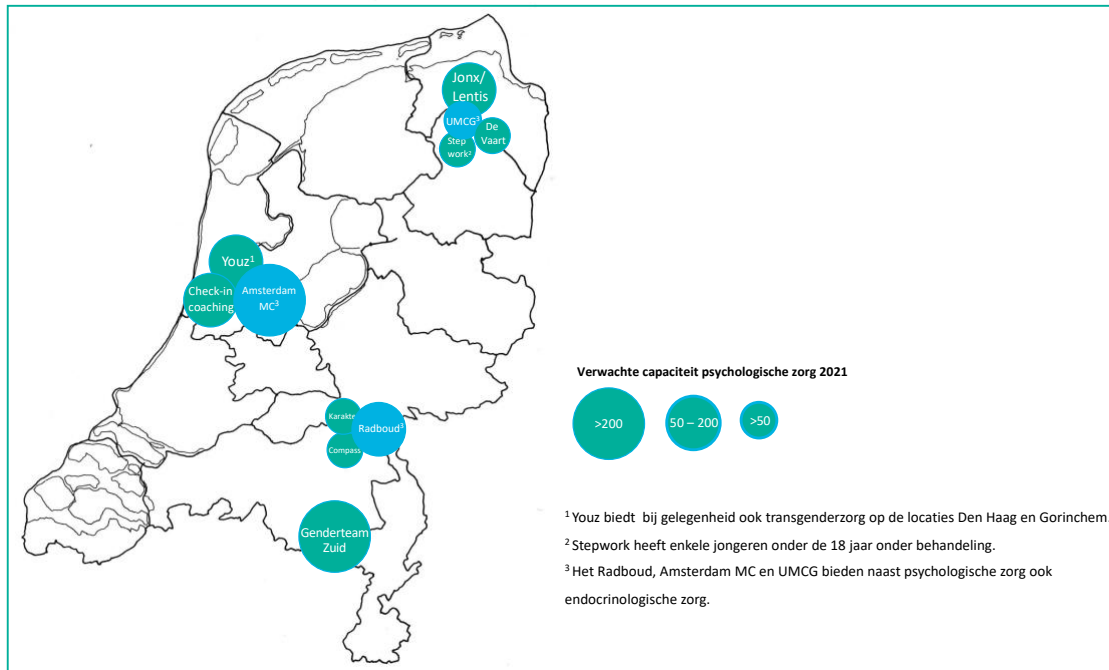 Jonx/
Lentis
UMCG3
De
Vaart
Step
work2
Youz1
Check-in
coaching
Amsterdam
MC3
Karakte
Radboud3
Compass
Genderteam
Zuid
Verwachte capaciteit psychologische zorg 2021
>200
50 – 200
>50
1 Youz biedt bij gelegenheid ook transgenderzorg op de locaties Den Haag en Gorinchem
2 Stepwork heeft enkele jongeren onder de 18 jaar onder behandeling.
3 Het Radboud, Amsterdam MC en UMCG bieden naast psychologische zorg ook
endocrinologische zorg.